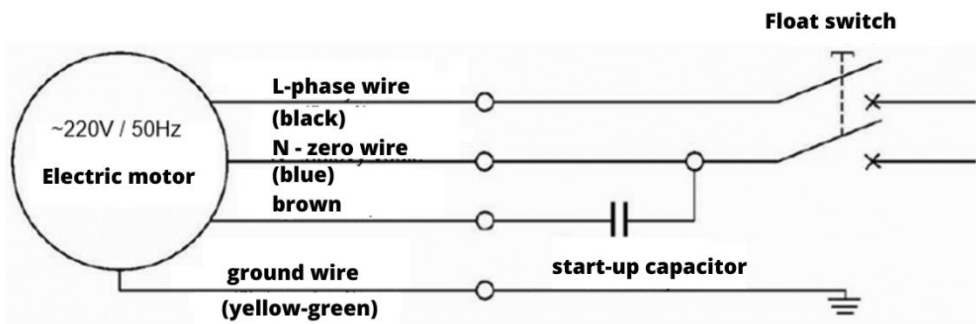 Float switch
L-phase wire
(black)
~220V / 50Hz
N - zero wire
Electric motor
(blue)
brown
ground wire
start-up capacitor
(yellow-green)